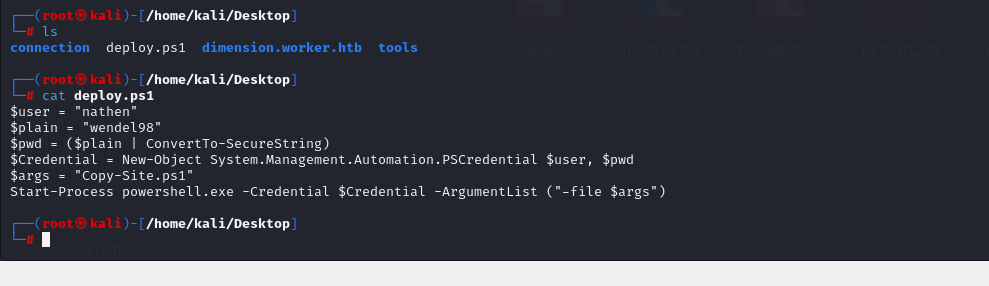 ┌──(root㉿kali)-[/home/kali/Desktop]
└─# ls
connection  deploy.ps1  dimension.worker.htb  tools
┌──(root㉿kali)-[/home/kali/Desktop]
└─# cat deploy.ps1
$user = "nathen"
$plain = "wendel98"
$pwd = ($plain | ConvertTo-SecureString)
$Credential = New-Object System.Management.Automation.PSCredential $user, $pwd
$args = "Copy-Site.ps1"
Start-Process powershell.exe -Credential $Credential -ArgumentList ("-file $args")
┌──(root㉿kali)-[/home/kali/Desktop]
└─#